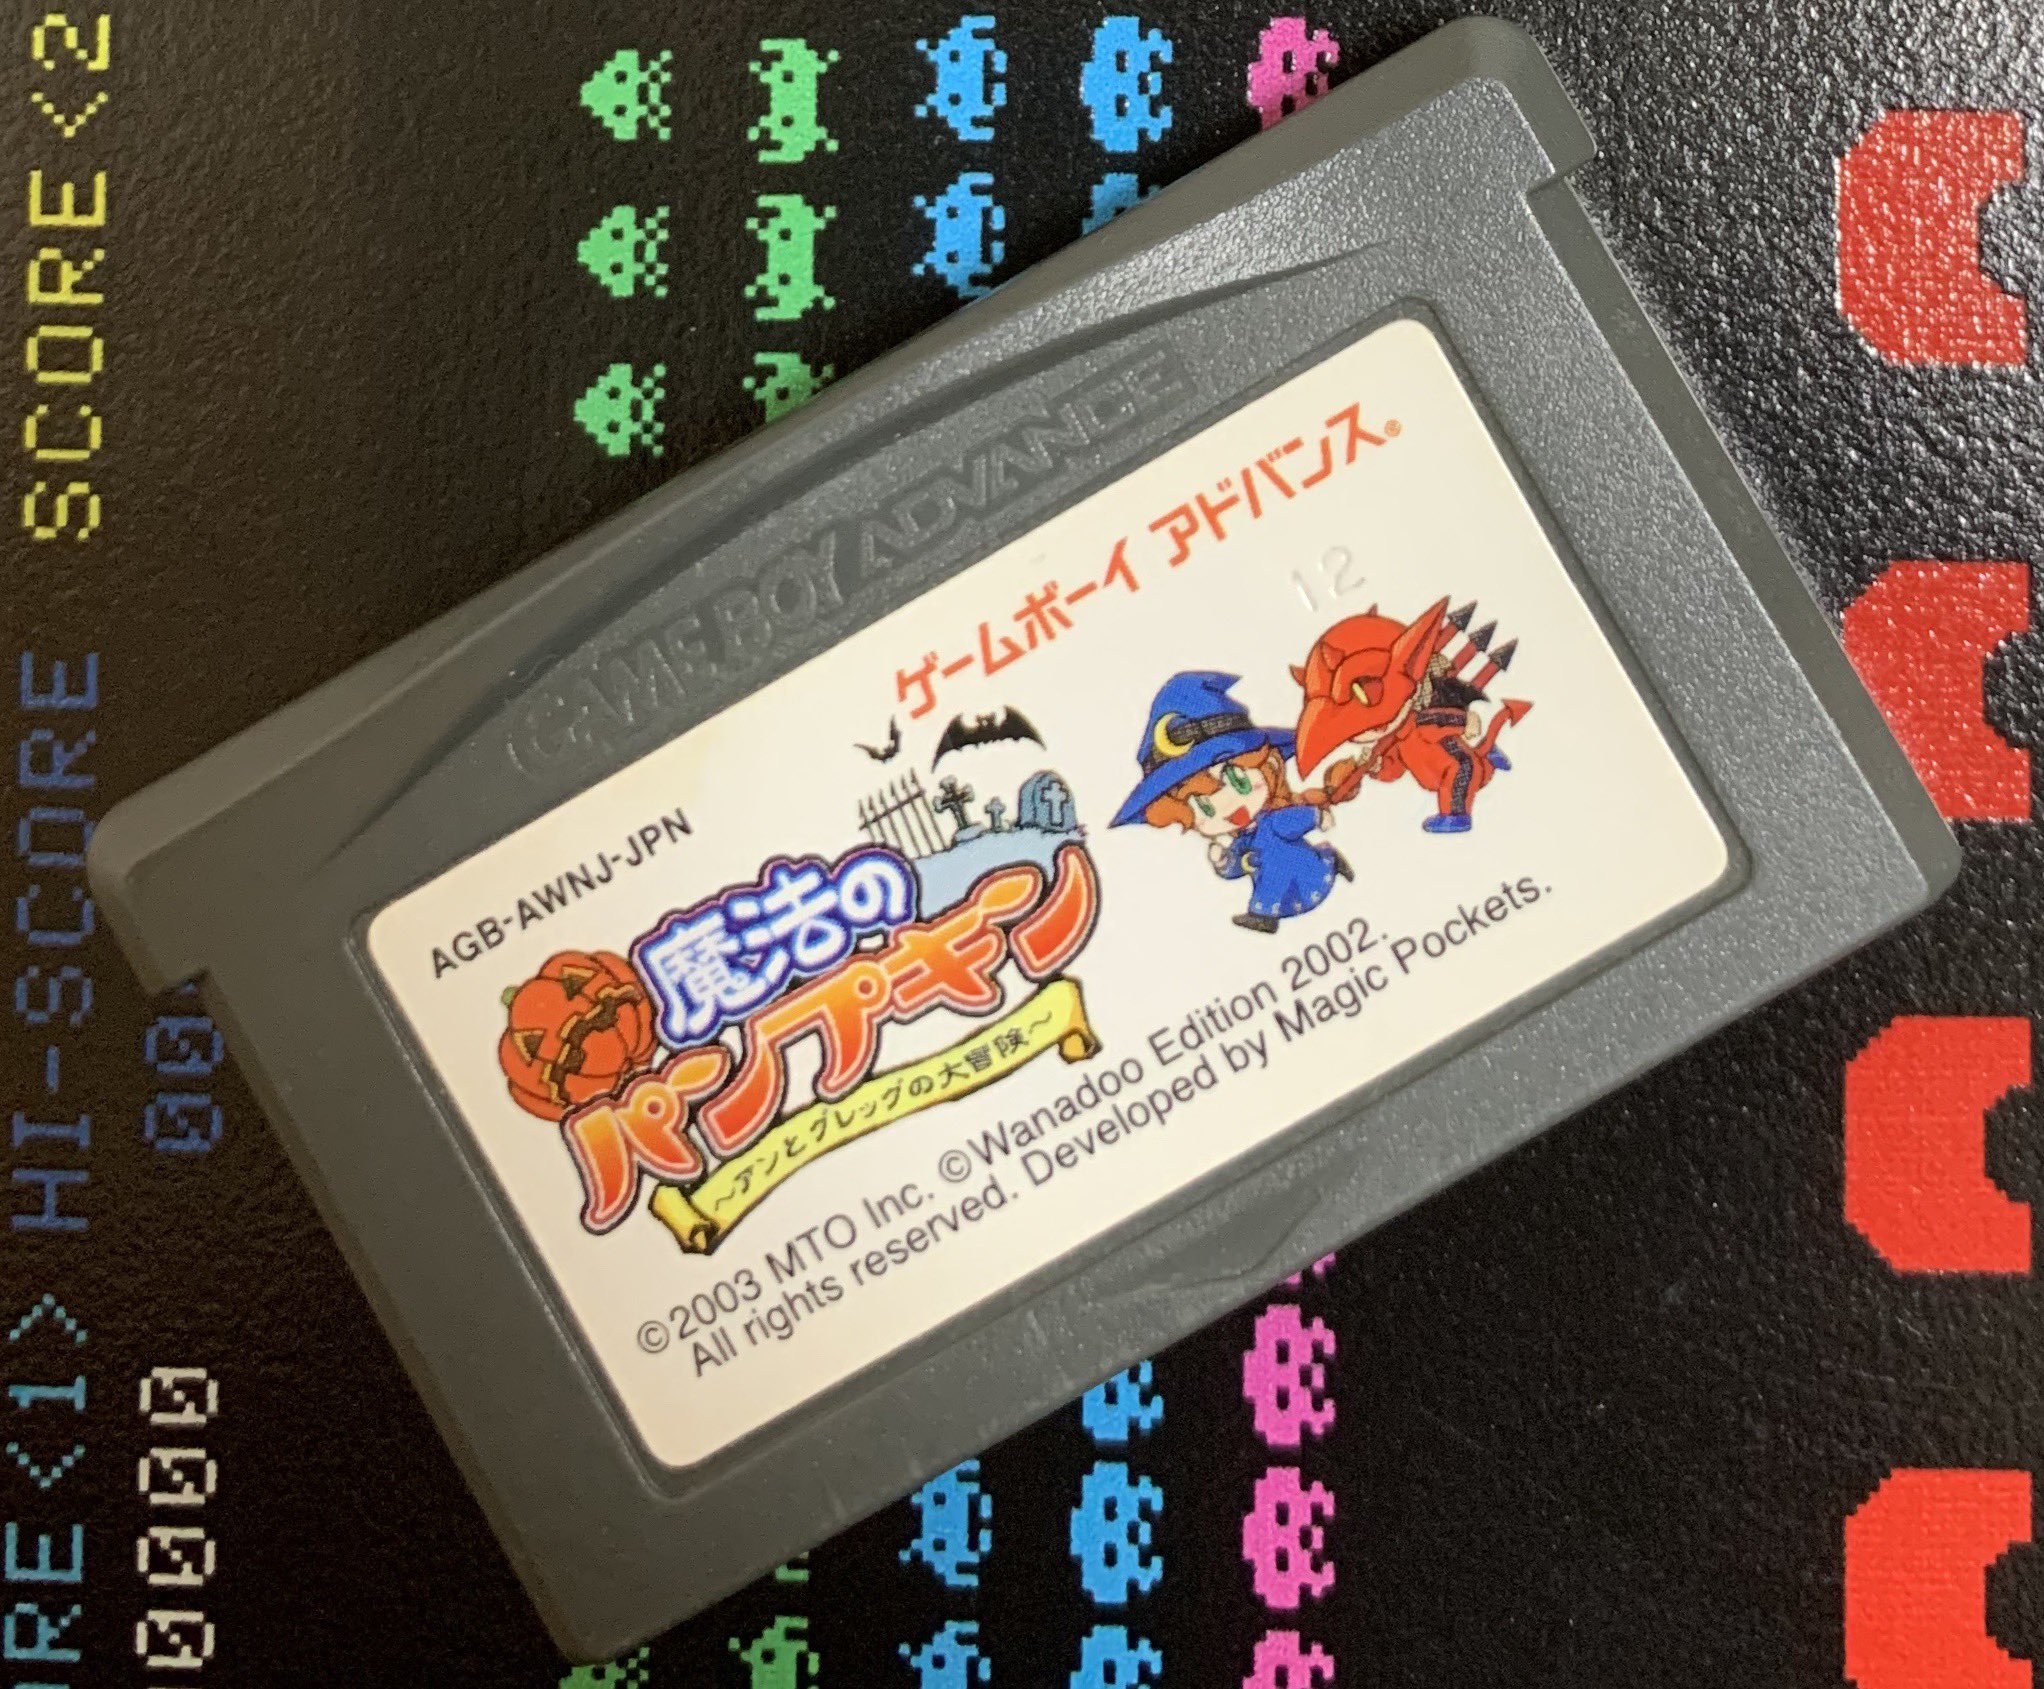 GAME BOY ADVANCE
ゲームボーイ アドバンス®
12
AGB-AWNJ-JPN
魔法の
パンプキン
～アンとグレッグの大冒険～
©2003 MTO Inc. ©Wanadoo Edition 2002.
All rights reserved. Developed by Magic Pockets.
SCORE<2
HI-SCORE
RE<1>
0000